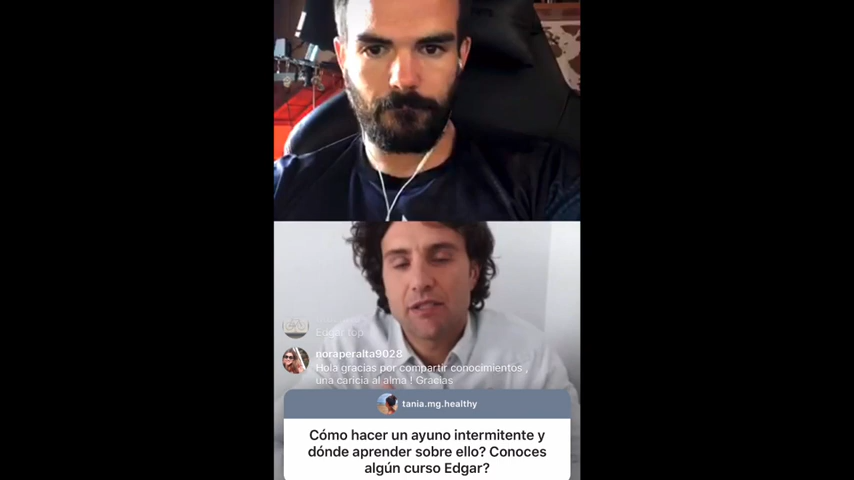 Edgar top
noraperalta9028
Hola gracias por compartir conocimientos ,
una caricia al alma ! Gracias
tania.mg.healthy
Cómo hacer un ayuno intermitente y
dónde aprender sobre ello? Conoces
algún curso Edgar?